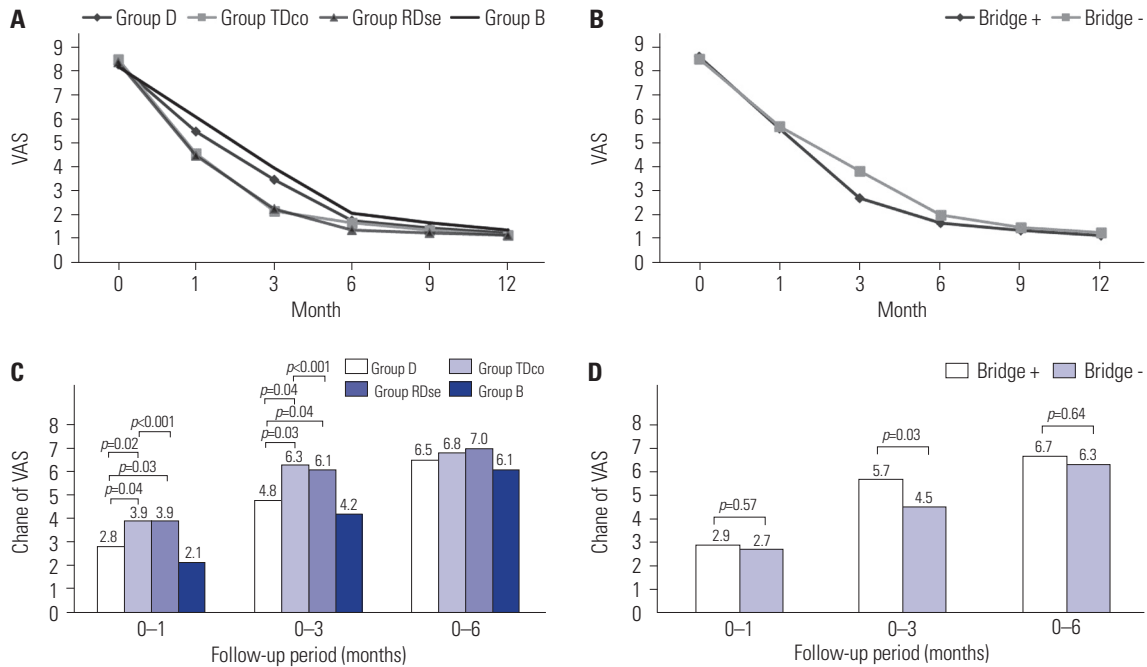 A
Group D Group TDco Group RDse Group B
9
8
7
6
5
4
3
2
1
0
VAS
0 1 3 6 9 12
Month
B
Bridge + Bridge -
9
8
7
6
5
4
3
2
1
0
VAS
0 1 3 6 9 12
Month
C
Group D Group TDco
Group RDse Group B
8
7
6
5
4
3
2
1
0
Chane of VAS
p<0.001
p=0.02
p=0.03
p=0.04
2.8 3.9 3.9 2.1
p<0.001
p=0.04
p=0.04
p=0.03
4.8 6.3 6.1 4.2
6.5 6.8 7.0 6.1
0–1 0–3 0–6
Follow-up period (months)
D
Bridge + Bridge -
8
7
6
5
4
3
2
1
0
Chane of VAS
p=0.57
2.9 2.7
p=0.03
5.7 4.5
p=0.64
6.7 6.3
0–1 0–3 0–6
Follow-up period (months)